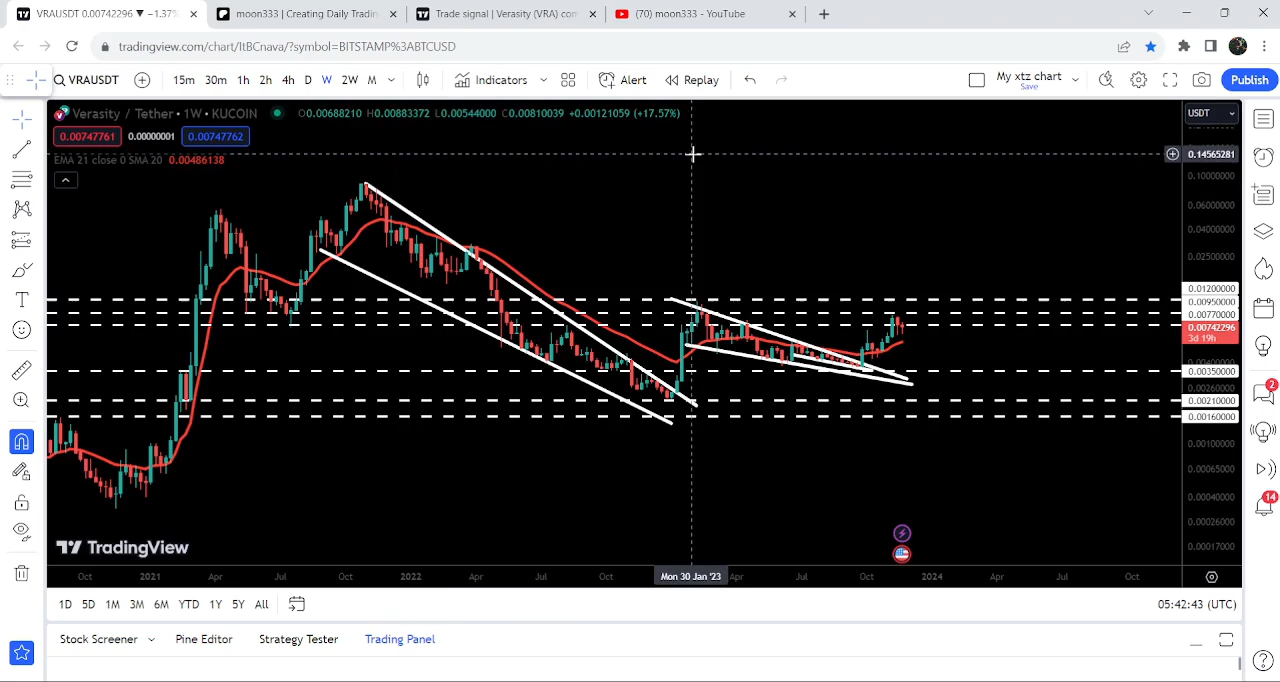 VRAUSDT 0.00742296 ▼ −1.37%
moon333 | Creating Daily Tradin
Trade signal | Verasity (VRA) com
(70) moon333 - YouTube
tradingview.com/chart/ItBCnava/?symbol=BITSTAMP%3ABTCUSD
VRAUSDT 15m 30m 1h 2h 4h D W 2W M Indicators Alert Replay My xtz chart Save Publish
Verasity / Tether • 1W • KUCOIN O0.00688210 H0.00883372 L0.00544000 C0.00810039 +0.00121059 (+17.57%)
USDT
0.00747761 0.00000001 0.00747762
EMA 21 close 0 SMA 20 0.00486138
0.14565281
0.10000000
0.06000000
0.04000000
0.02500000
0.01200000
0.00950000
0.00770000
0.00742296
3d 19h
0.00400000
0.00350000
0.00260000
0.00210000
0.00160000
0.00100000
0.00065000
0.00040000
0.00026000
0.00017000
TradingView
Oct 2021 Apr Jul Oct 2022 Apr Jul Oct Mon 30 Jan '23 Apr Jul Oct 2024 Apr Jul Oct
1D 5D 1M 3M 6M YTD 1Y 5Y All 05:42:43 (UTC)
Stock Screener Pine Editor Strategy Tester Trading Panel
2
14